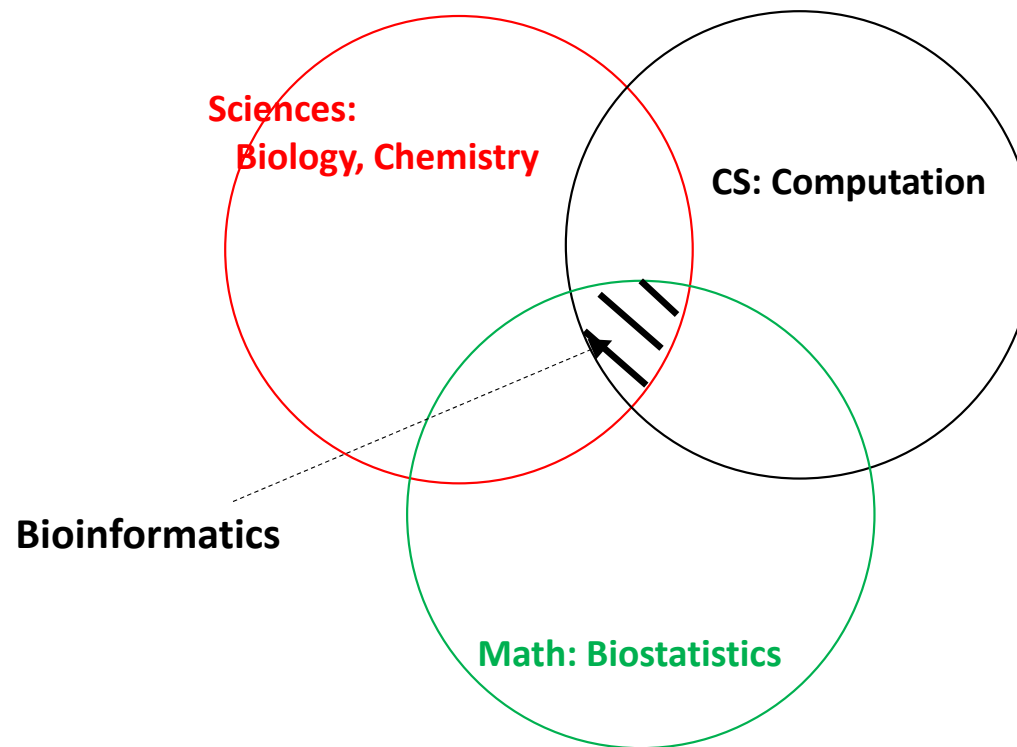 Sciences:
Biology, Chemistry
CS: Computation
Bioinformatics
Math: Biostatistics